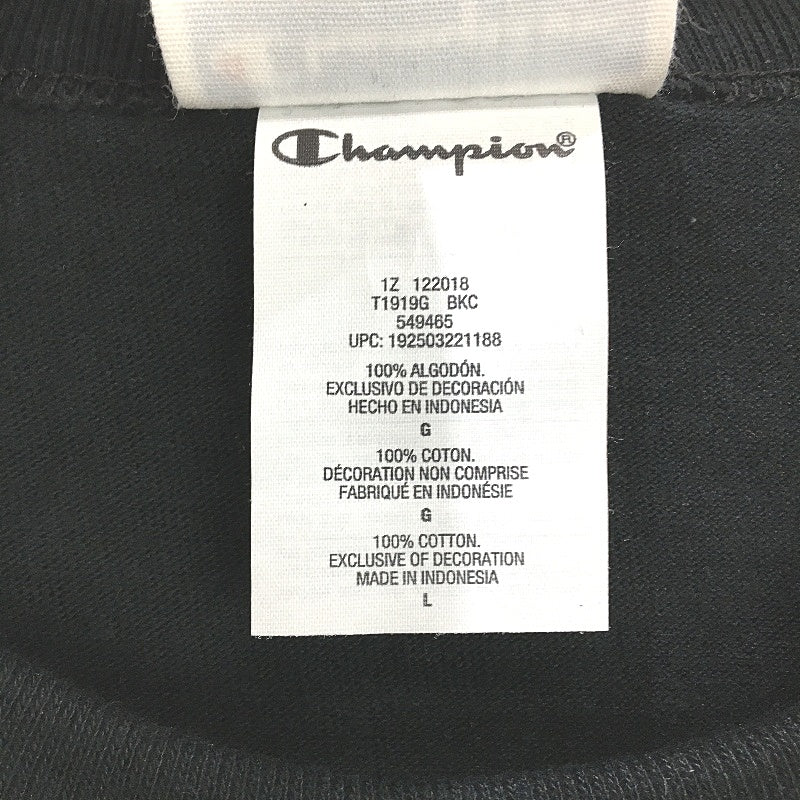 Champion®
1Z 122018
T1919G BKC
549465
UPC: 192503221188
100% ALGODÓN.
EXCLUSIVO DE DECORACIÓN
HECHO EN INDONESIA
G
100% COTON.
DÉCORATION NON COMPRISE
FABRIQUÉ EN INDONÉSIE
G
100% COTTON.
EXCLUSIVE OF DECORATION
MADE IN INDONESIA
L